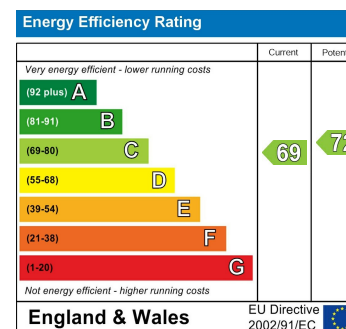 Energy Efficiency Rating
Current
Very energy efficient - lower running costs
(92 plus) A
(81-91) B
(69-80) C
69
(55-68) D
(39-54) E
(21-38) F
(1-20) G
Not energy efficient - higher running costs
England & Wales
EU Directive
2002/91/EC